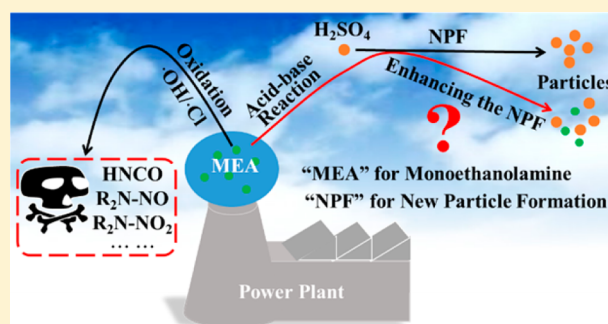 H₂SO₄
NPF
Particles
Enhancing the NPF
Acid-base
Reaction
Oxidation
·OH/·Cl
MEA
?
HNCO
R₂N-NO
R₂N-NO₂
... ...
“MEA” for Monoethanolamine
“NPF” for New Particle Formation
Power Plant